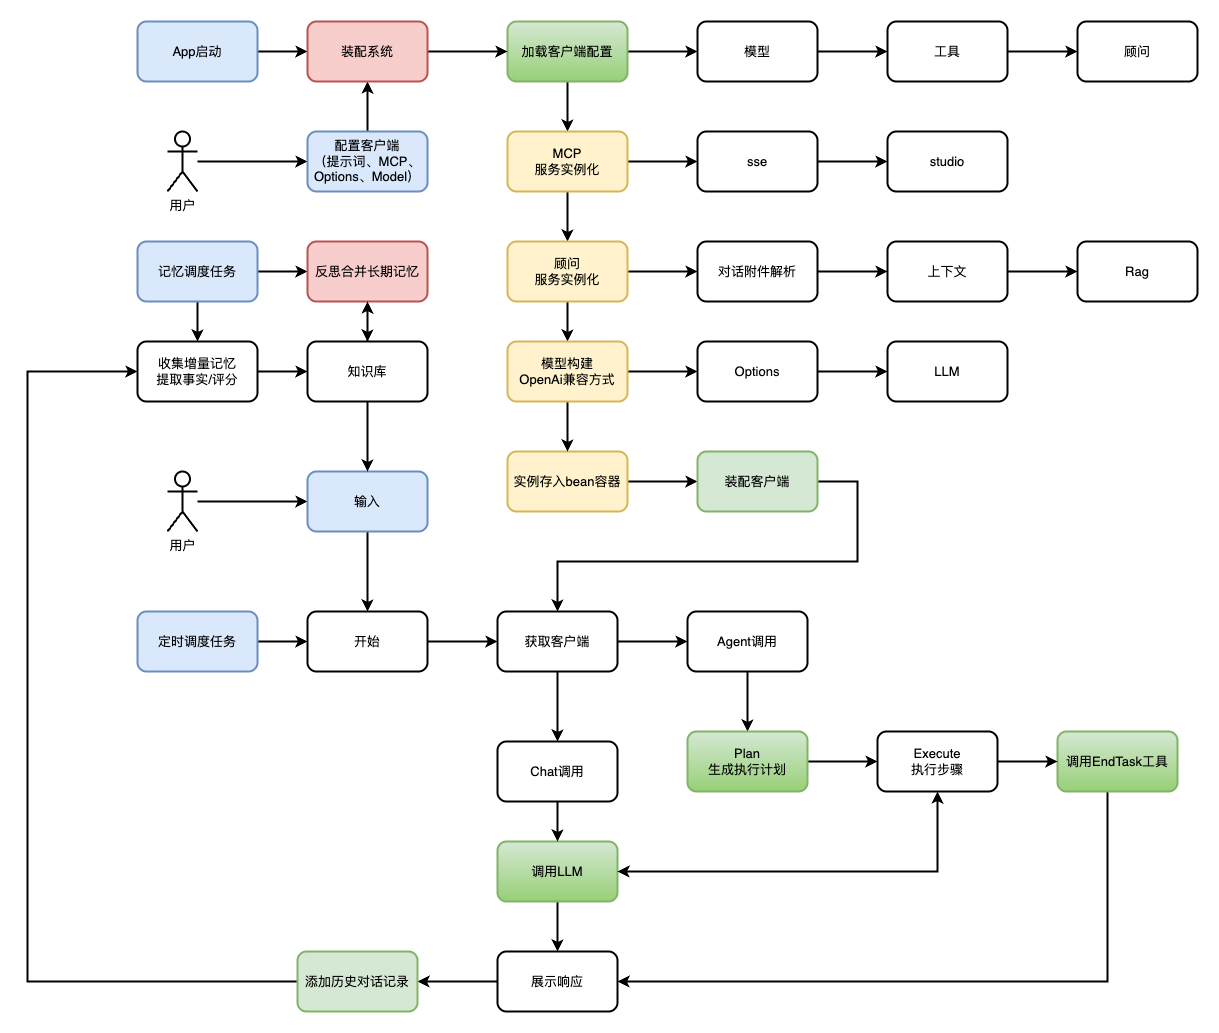 App启动
装配系统
加载客户端配置
模型
工具
顾问
用户
配置客户端
（提示词、MCP、
Options、Model）
MCP
服务实例化
sse
studio
记忆调度任务
反思合并长期记忆
顾问
服务实例化
对话附件解析
上下文
Rag
收集增量记忆
提取事实/评分
知识库
模型构建
OpenAi兼容方式
Options
LLM
用户
输入
实例存入bean容器
装配客户端
定时调度任务
开始
获取客户端
Agent调用
Chat调用
Plan
生成执行计划
Execute
执行步骤
调用EndTask工具
调用LLM
添加历史对话记录
展示响应